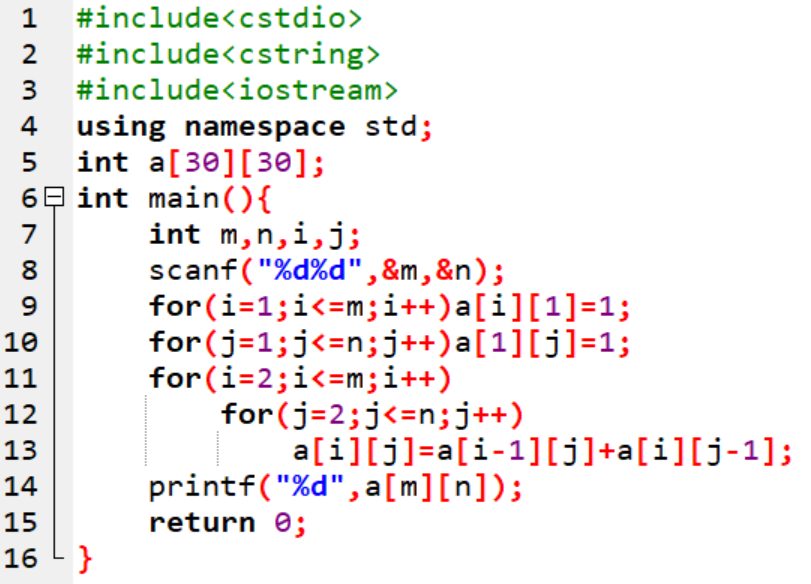 1 #include<cstdio>
2 #include<cstring>
3 #include<iostream>
4 using namespace std;
5 int a[30][30];
6 int main(){
7 int m,n,i,j;
8 scanf("%d%d",&m,&n);
9 for(i=1;i<=m;i++)a[i][1]=1;
10 for(j=1;j<=n;j++)a[1][j]=1;
11 for(i=2;i<=m;i++)
12 for(j=2;j<=n;j++)
13 a[i][j]=a[i-1][j]+a[i][j-1];
14 printf("%d",a[m][n]);
15 return 0;
16 }